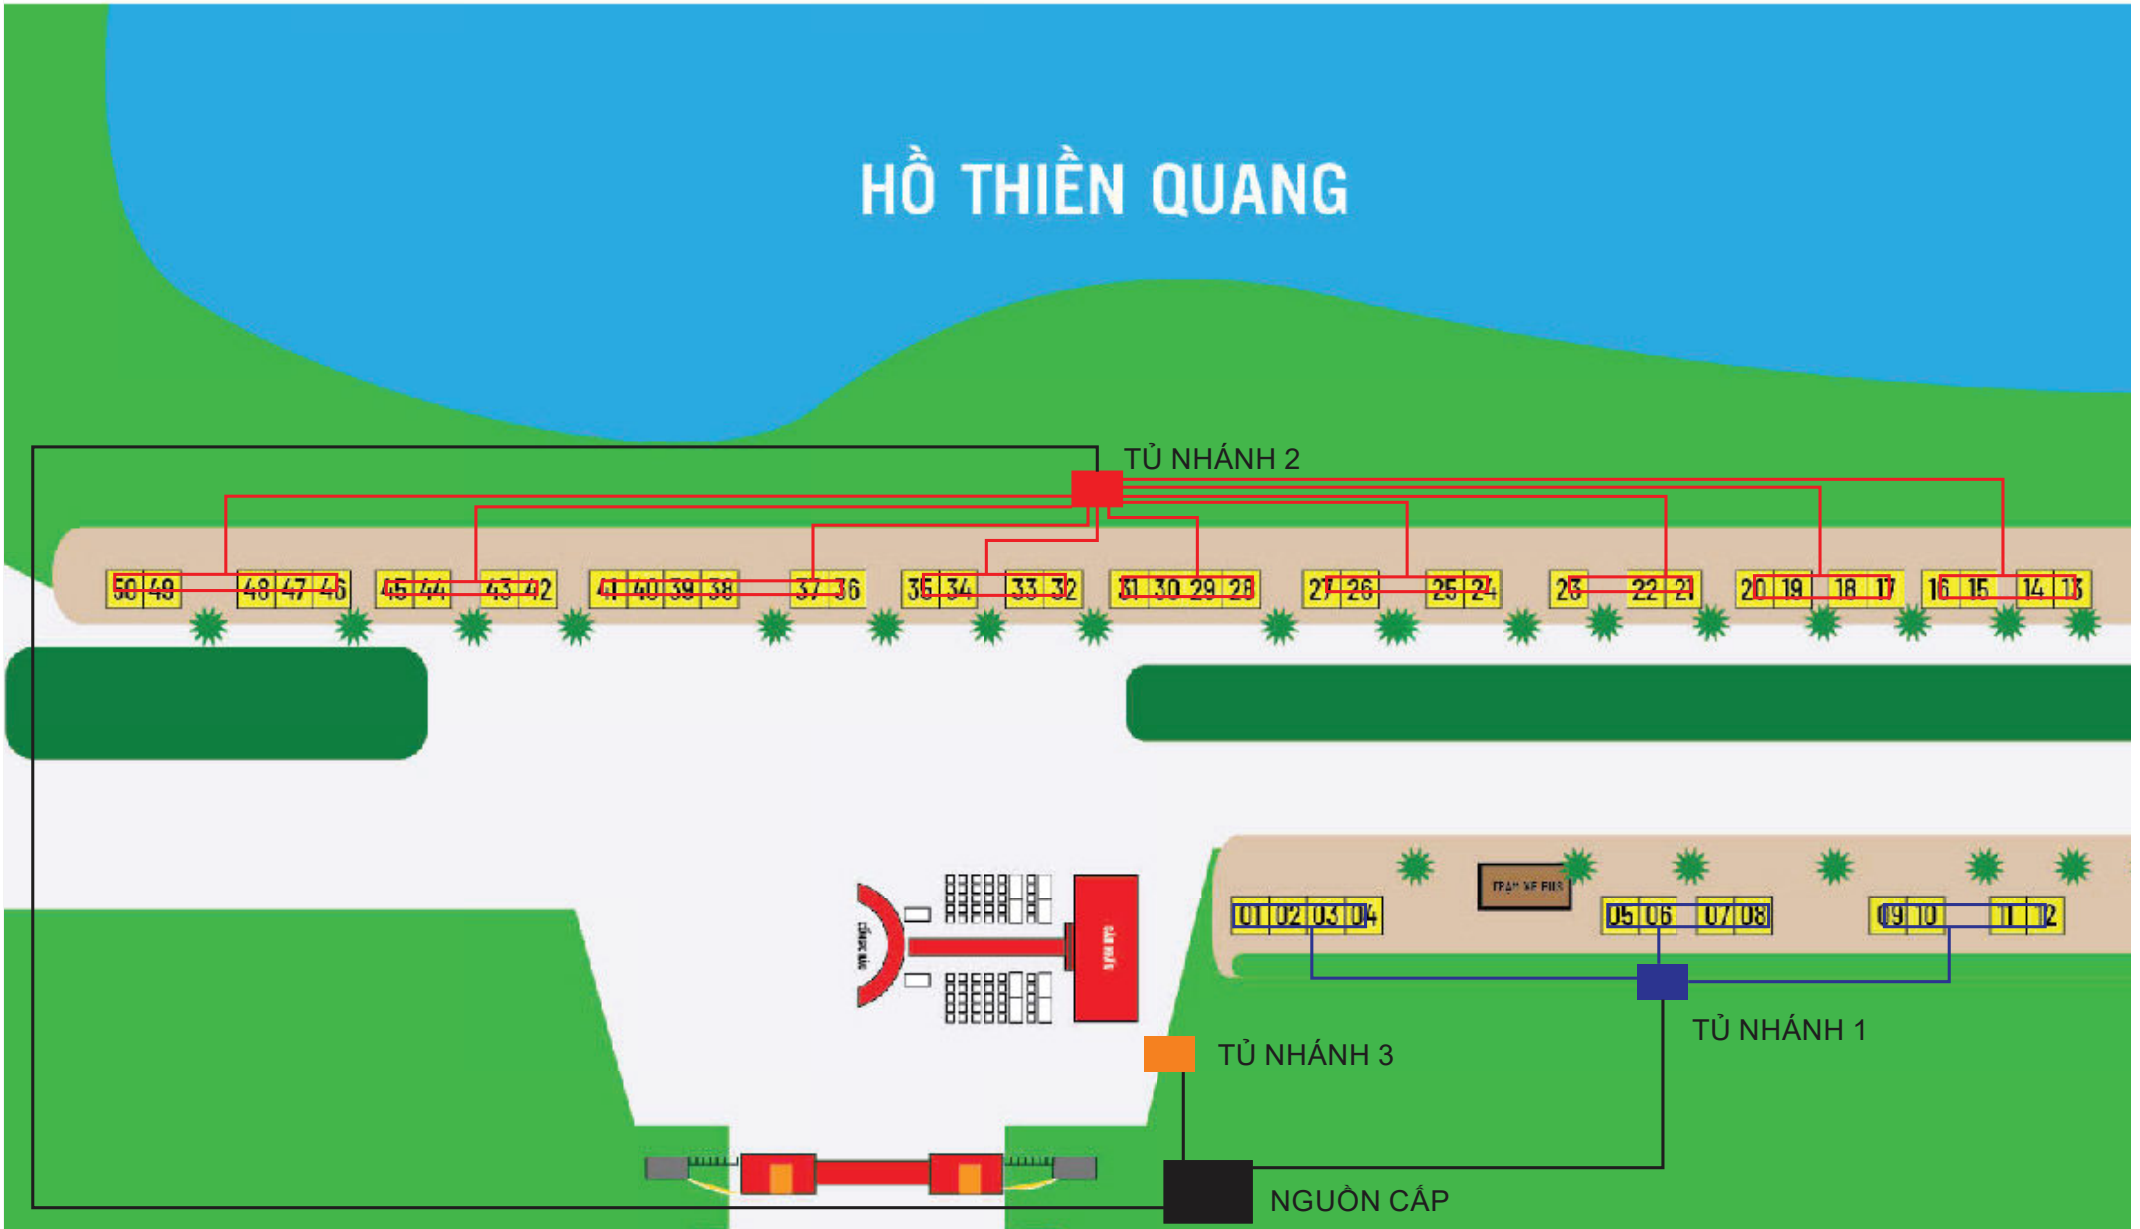 HỒ THIỀN QUANG
TỦ NHÁNH 2
50 49 48 47 46 45 44 43 42 41 40 39 38 37 36 35 34 33 32 31 30 29 28 27 26 25 24 23 22 21 20 19 18 17 16 15 14 13
TRẠM XE BUS
01 02 03 04 05 06 07 08 09 10 11 12
TỦ NHÁNH 1
TỦ NHÁNH 3
NGUỒN CẤP